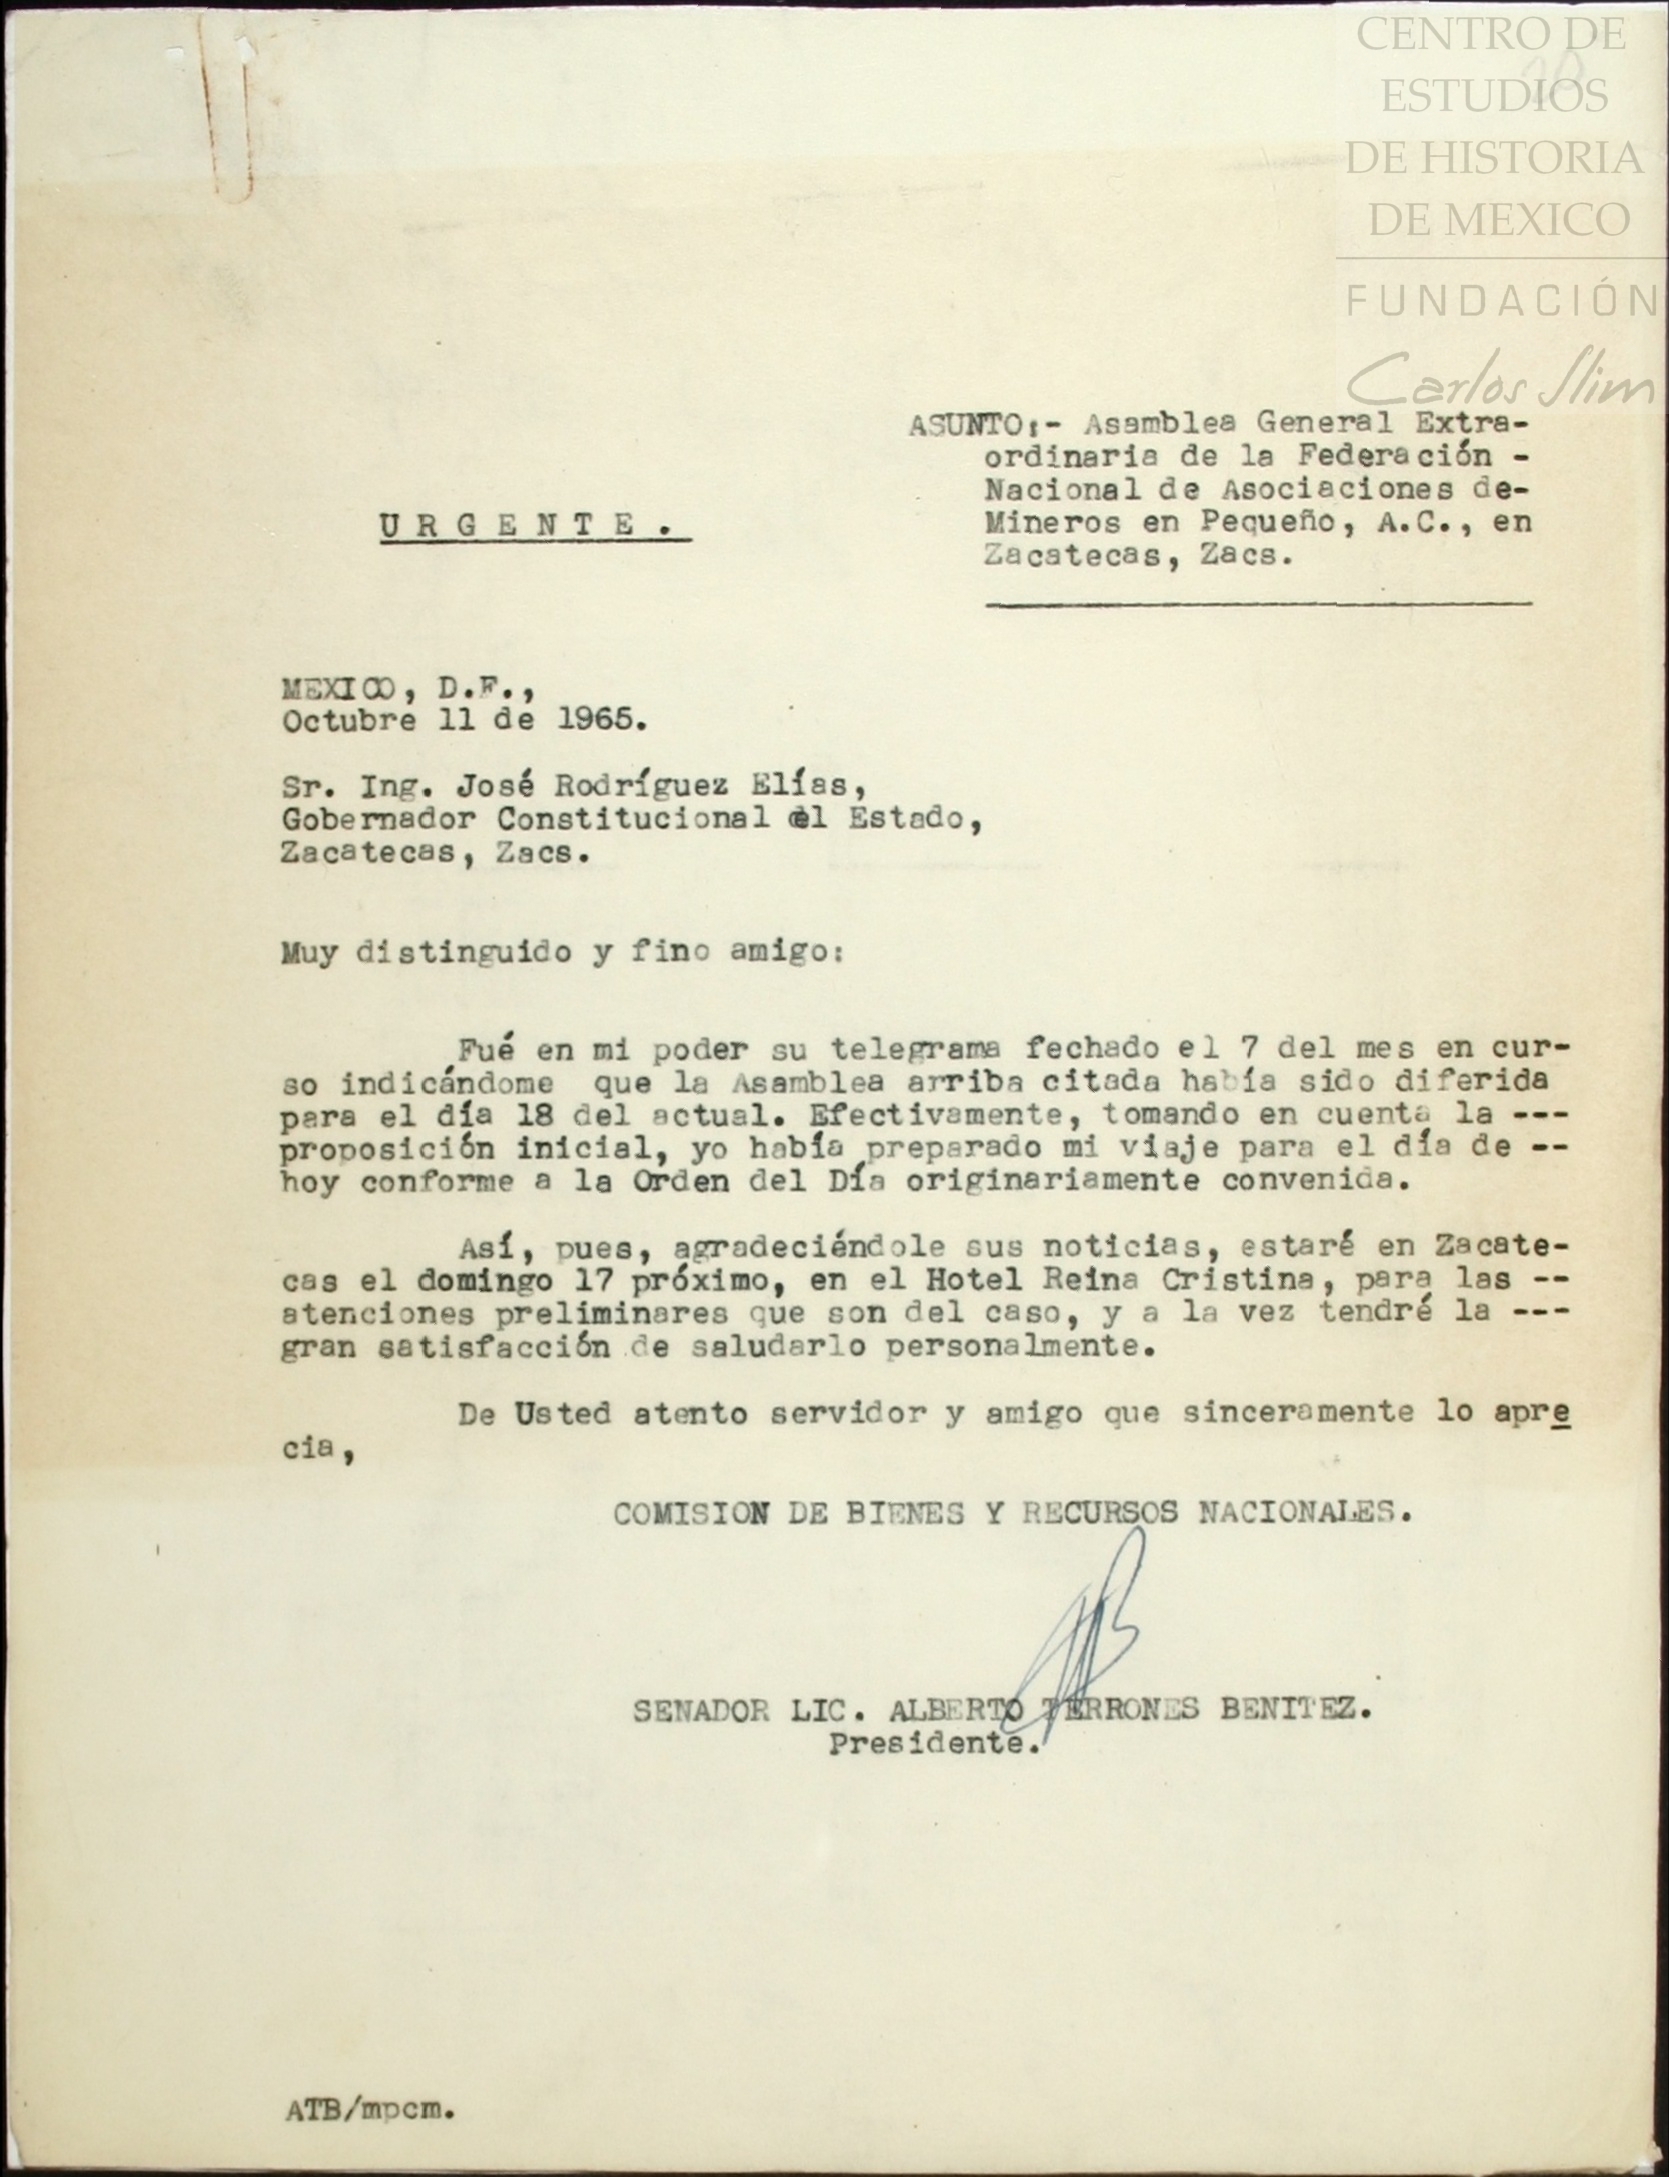 CENTRO DE
ESTUDIOS
DE HISTORIA
DE MEXICO
FUNDACIÓN
Carlos Slim
ASUNTO:- Asamblea General Extra-
ordinaria de la Federación -
Nacional de Asociaciones de-
Mineros en Pequeño, A.C., en
Zacatecas, Zacs.
URGENTE.
MEXICO, D.F.,
Octubre 11 de 1965.
Sr. Ing. José Rodríguez Elías,
Gobernador Constitucional del Estado,
Zacatecas, Zacs.
Muy distinguido y fino amigo:
Fué en mi poder su telegrama fechado el 7 del mes en cur-
so indicándome que la Asamblea arriba citada había sido diferida
para el día 18 del actual. Efectivamente, tomando en cuenta la ---
proposición inicial, yo había preparado mi viaje para el día de --
hoy conforme a la Orden del Día originariamente convenida.
Así, pues, agradeciéndole sus noticias, estaré en Zacate-
cas el domingo 17 próximo, en el Hotel Reina Cristina, para las --
atenciones preliminares que son del caso, y a la vez tendré la ---
gran satisfacción de saludarlo personalmente.
De Usted atento servidor y amigo que sinceramente lo apre
cia,
COMISION DE BIENES Y RECURSOS NACIONALES.
SENADOR LIC. ALBERTO TERRONES BENITEZ.
Presidente.
ATB/mpcm.